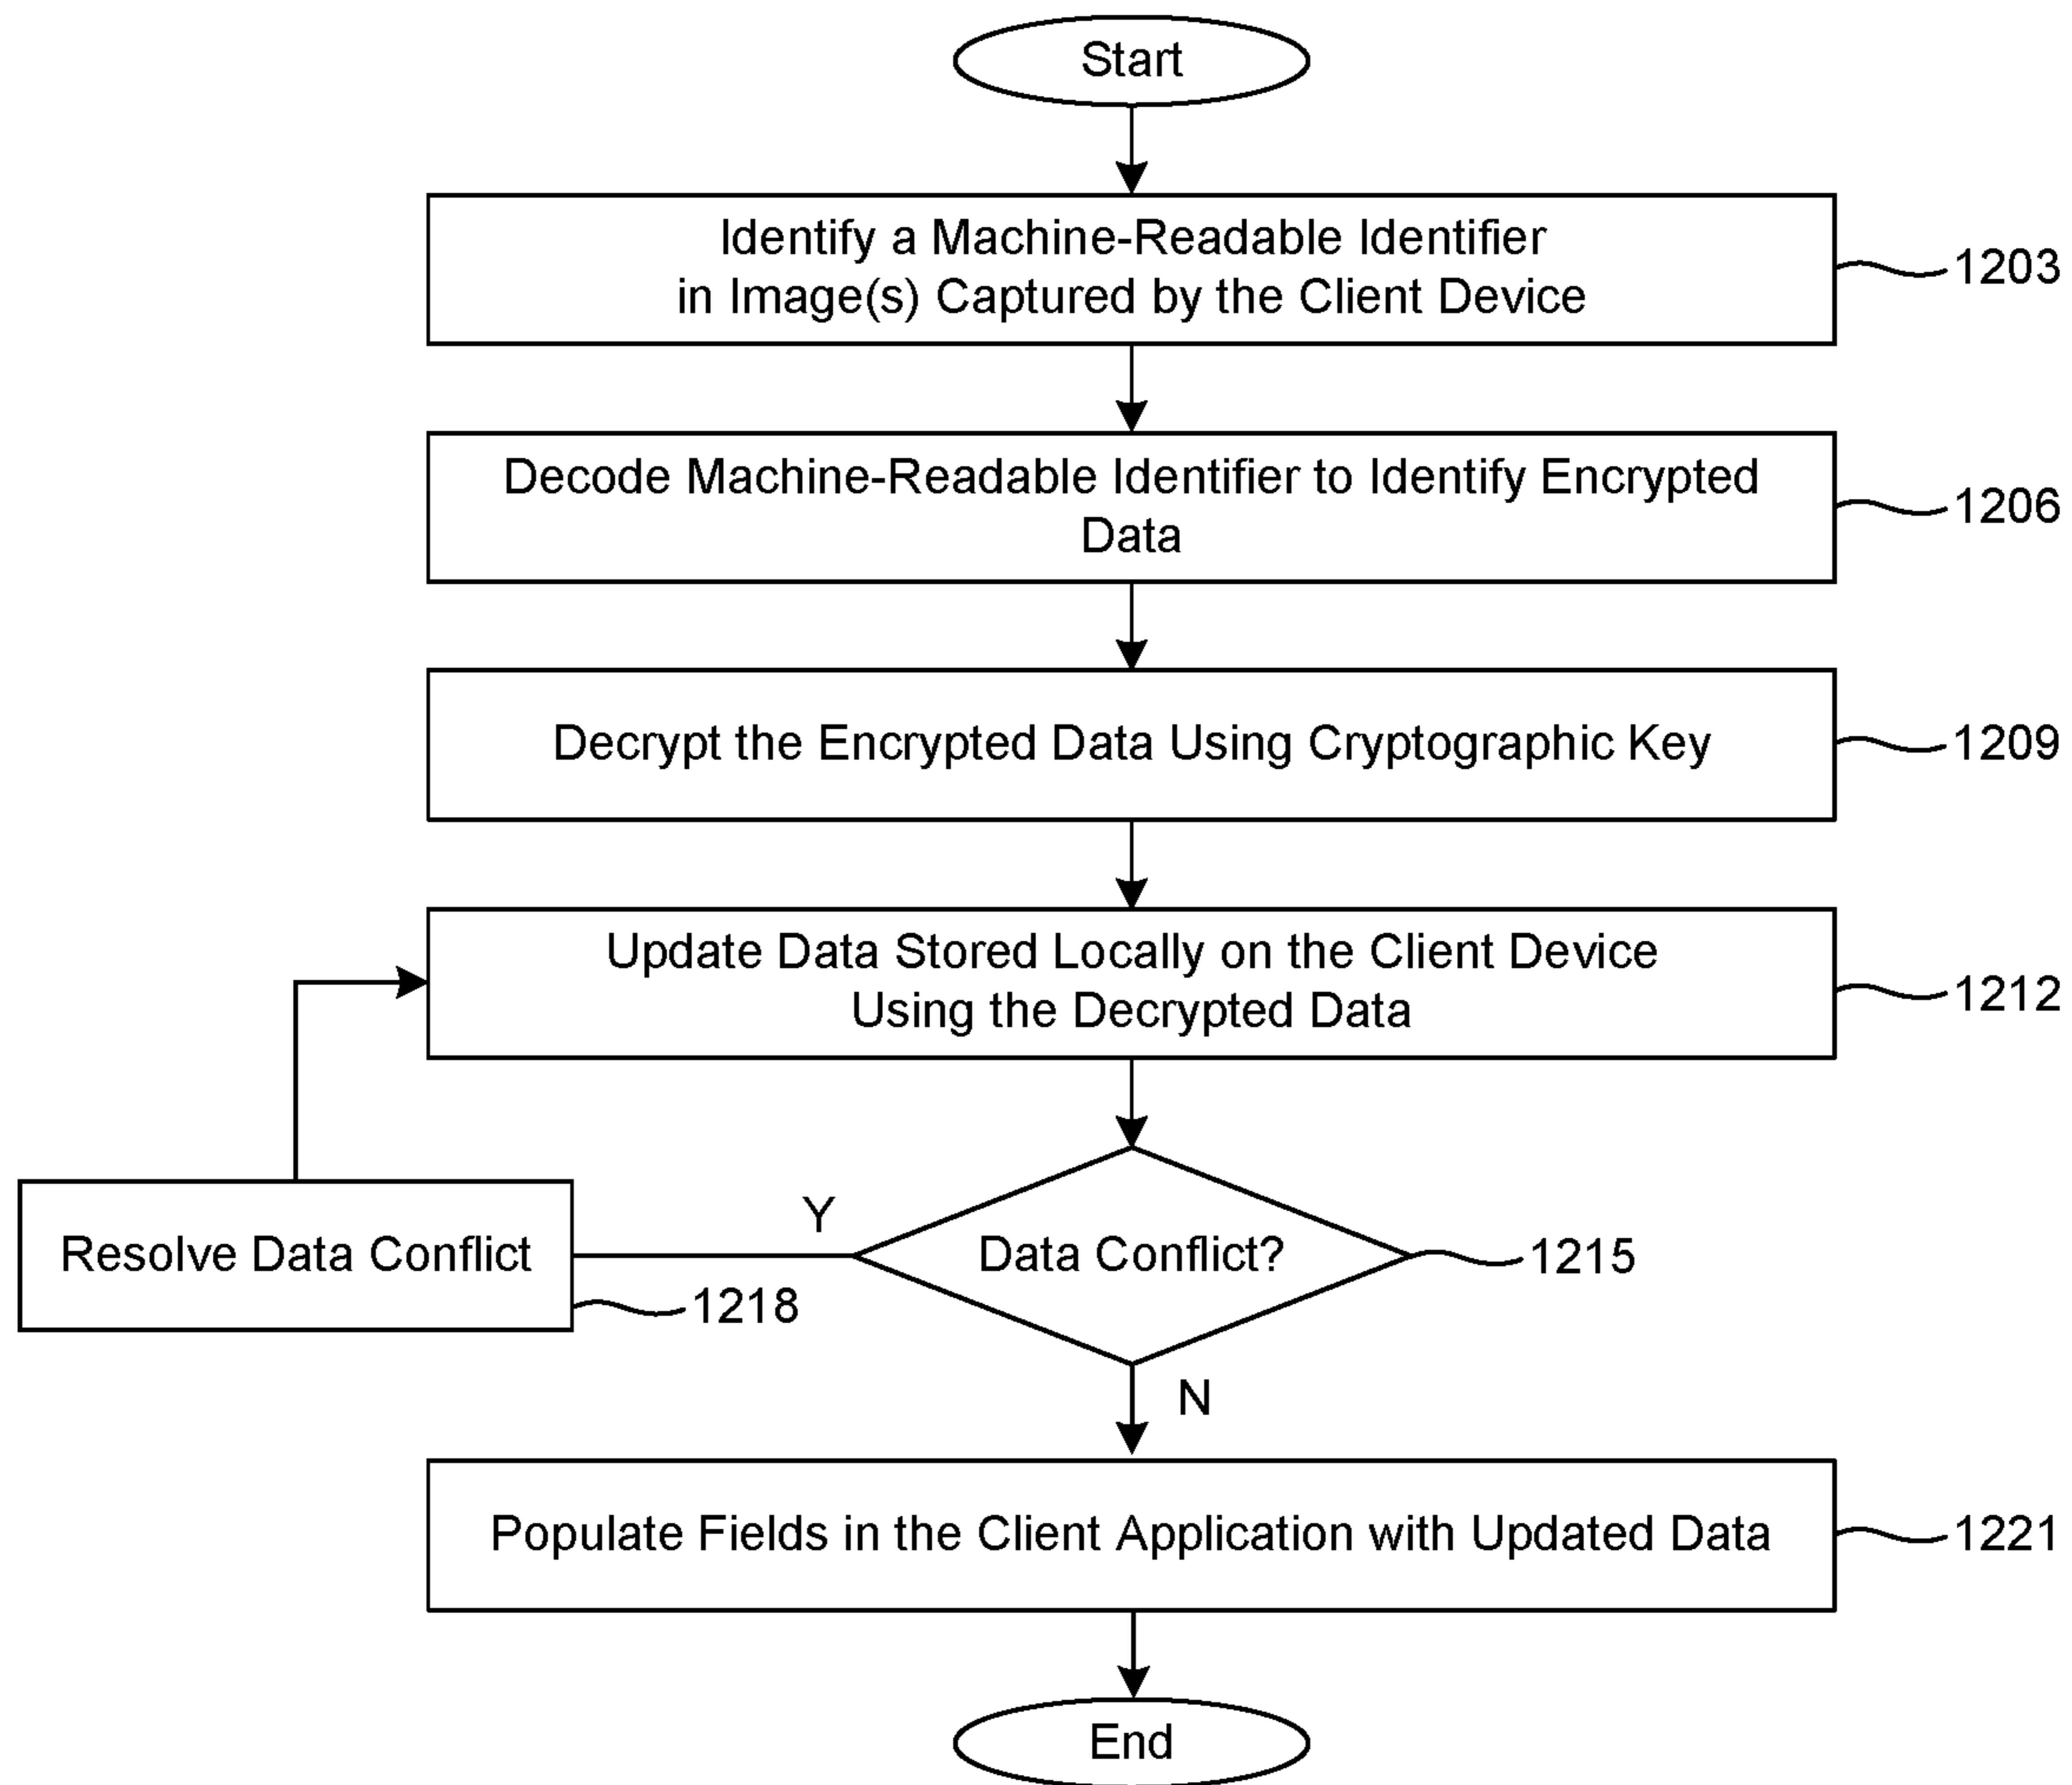 Start
Identify a Machine-Readable Identifier
in Image(s) Captured by the Client Device
1203
Decode Machine-Readable Identifier to Identify Encrypted
Data
1206
Decrypt the Encrypted Data Using Cryptographic Key
1209
Update Data Stored Locally on the Client Device
Using the Decrypted Data
1212
Y
Resolve Data Conflict
1218
Data Conflict?
1215
N
Populate Fields in the Client Application with Updated Data
1221
End